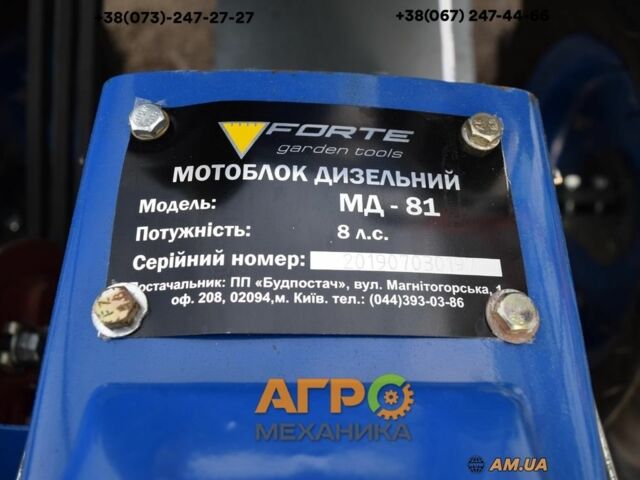 +38(073)-247-27-27
+38(067) 247-44-66
FORTE
garden tools
МОТОБЛОК ДИЗЕЛЬНИЙ
Модель: МД - 81
Потужність: 8 л.с.
Серійний номер:
Постачальник: ПП «Будпостач», вул. Магнітогорська, 1
оф. 208, 02094,м. Київ. тел.: (044)393-03-86
АГРО
МЕХАНИКА
AM.UA